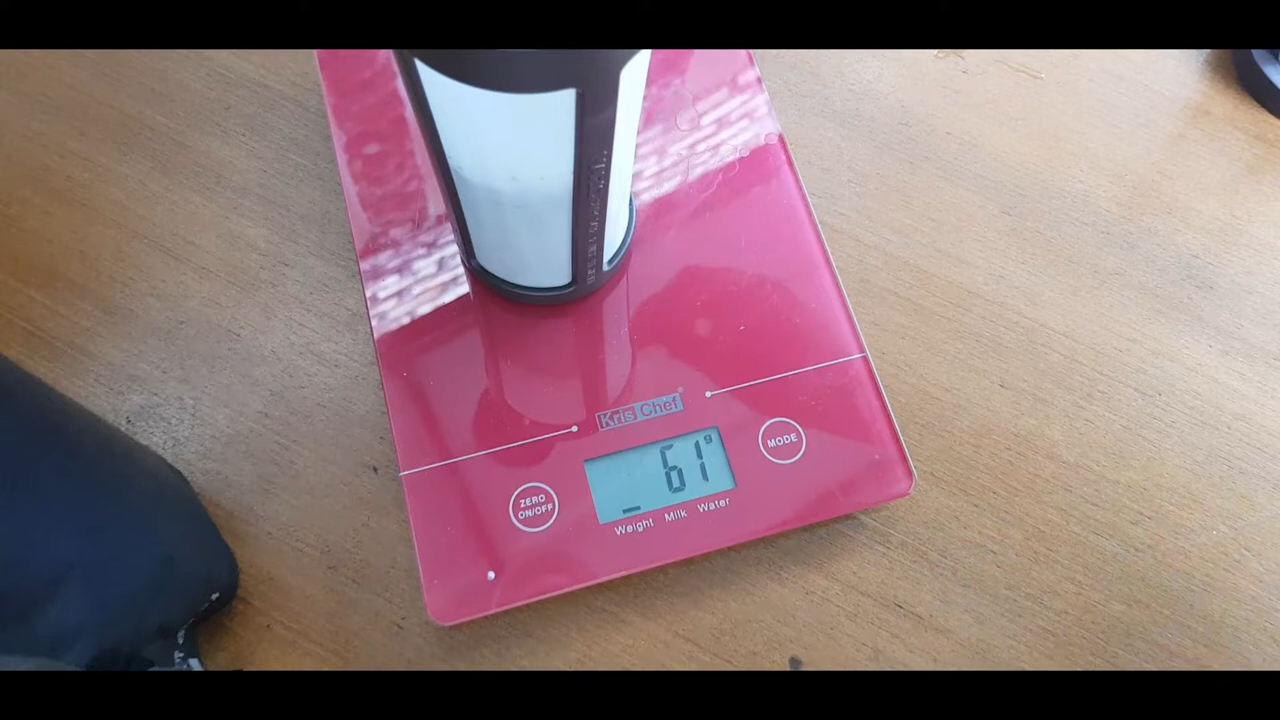 Kris Chef®
61 g
MODE
ZERO
ON/OFF
Weight Milk Water